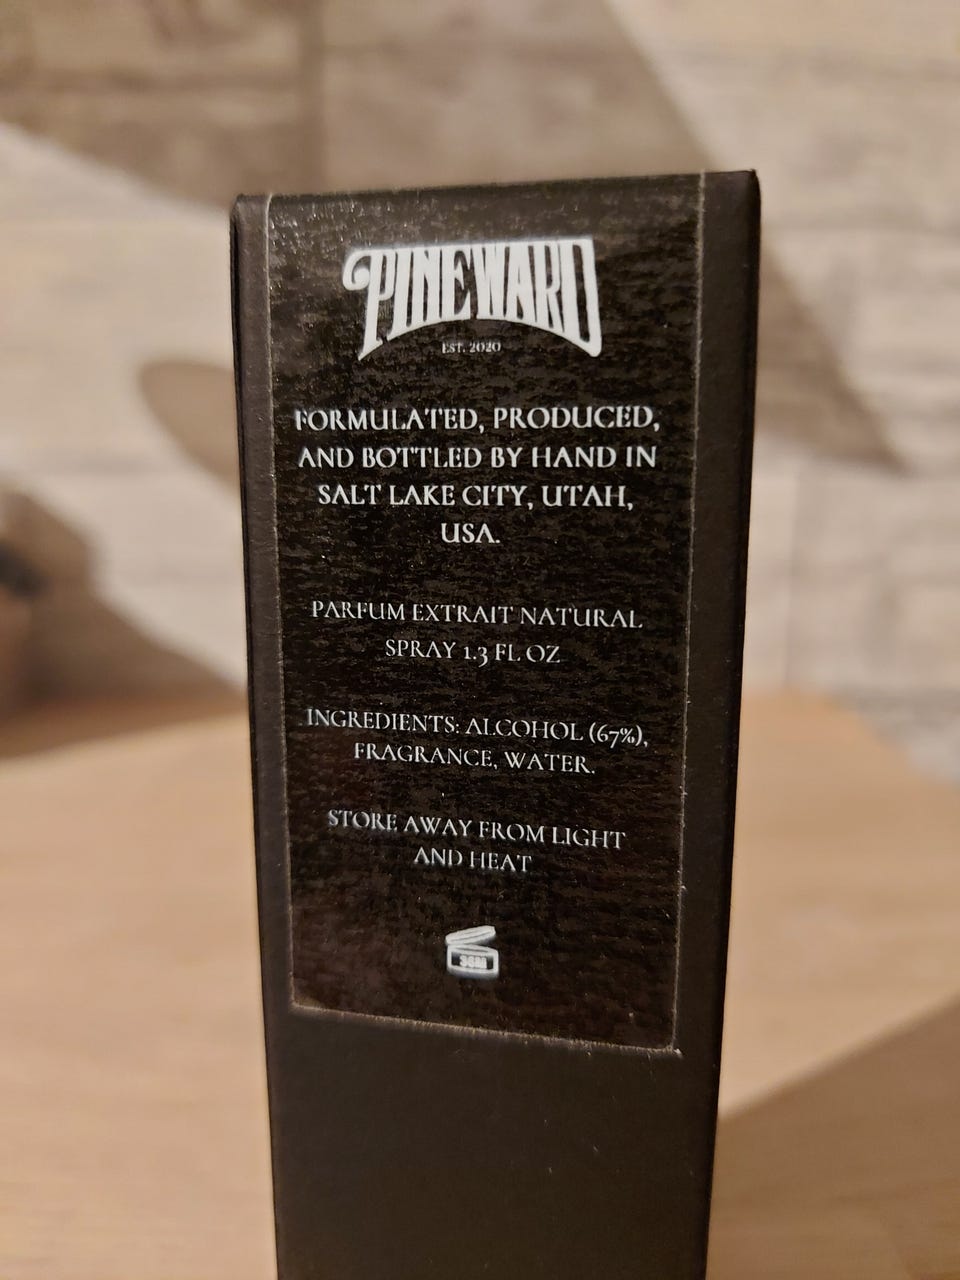 PINEWARD
EST. 2020
FORMULATED, PRODUCED,
AND BOTTLED BY HAND IN
SALT LAKE CITY, UTAH,
USA.
PARFUM EXTRAIT NATURAL
SPRAY 1.3 FL OZ
INGREDIENTS: ALCOHOL (67%),
FRAGRANCE, WATER.
STORE AWAY FROM LIGHT
AND HEAT
36M